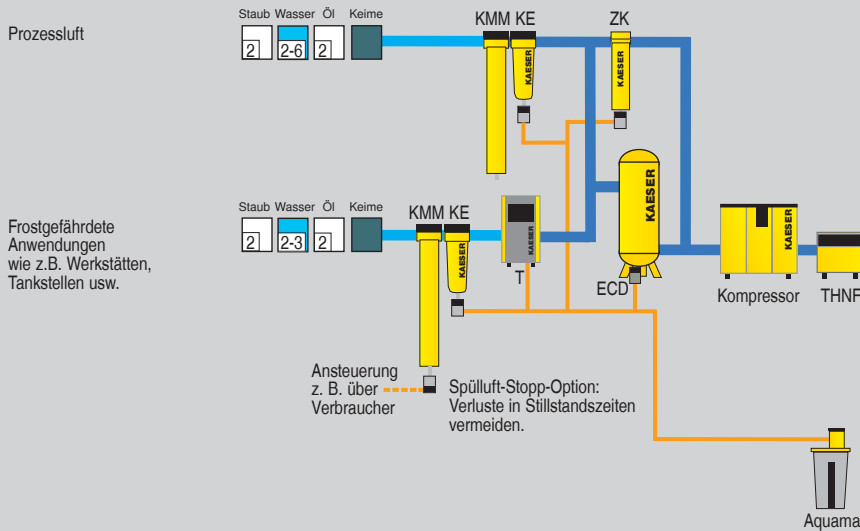 Staub Wasser Öl Keime
KMM KE
ZK
Prozessluft
2 2-6 2
KAESER
KAESER
Staub Wasser Öl Keime
KMM KE
Frostgefährdete
Anwendungen
wie z.B. Werkstätten,
Tankstellen usw.
2 2-3 2
KAESER
KAESER
KAESER
KAESER
T
ECD
Kompressor
THNF
Ansteuerung
z. B. über
Verbraucher
Spülluft-Stopp-Option:
Verluste in Stillstandszeiten
vermeiden.
Aquama